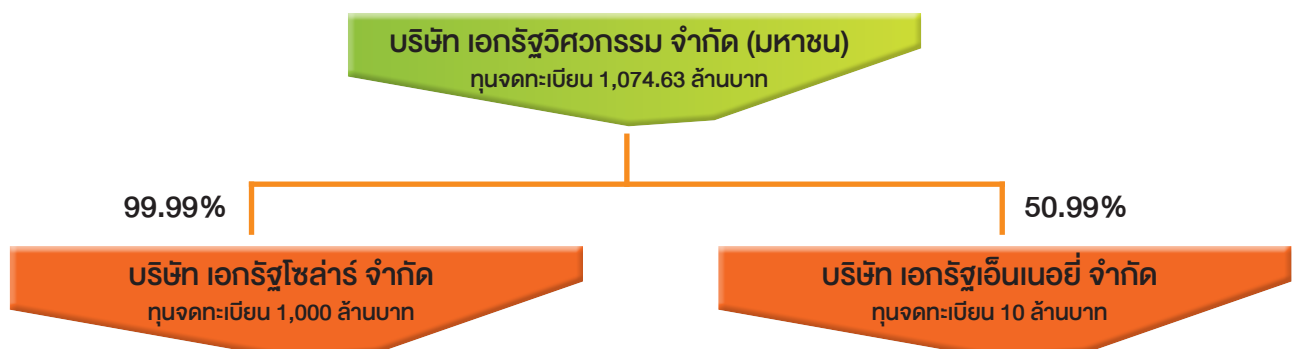 บริษัท เอกรัฐวิศวกรรม จำกัด (มหาชน)
ทุนจดทะเบียน 1,074.63 ล้านบาท
99.99%
50.99%
บริษัท เอกรัฐโซล่าร์ จำกัด
ทุนจดทะเบียน 1,000 ล้านบาท
บริษัท เอกรัฐเอ็นเนอยี่ จำกัด
ทุนจดทะเบียน 10 ล้านบาท